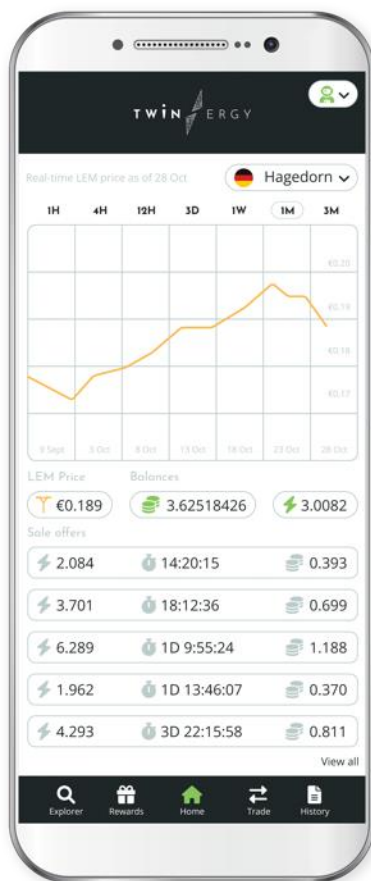 TWIN ERGY
Real-time LEM price as of 28 Oct
Hagedorn
1H 4H 12H 3D 1W 1M 3M
€0.20
€0.19
€0.18
€0.17
9 Sept 3 Oct 8 Oct 13 Oct 18 Oct 23 Oct 28 Oct
LEM Price Balances
€0.189 3.62518426 3.0082
Sale offers
2.084 14:20:15 0.393
3.701 18:12:36 0.699
6.289 1D 9:55:24 1.188
1.962 1D 13:46:07 0.370
4.293 3D 22:15:58 0.811
View all
Explorer Rewards Home Trade History